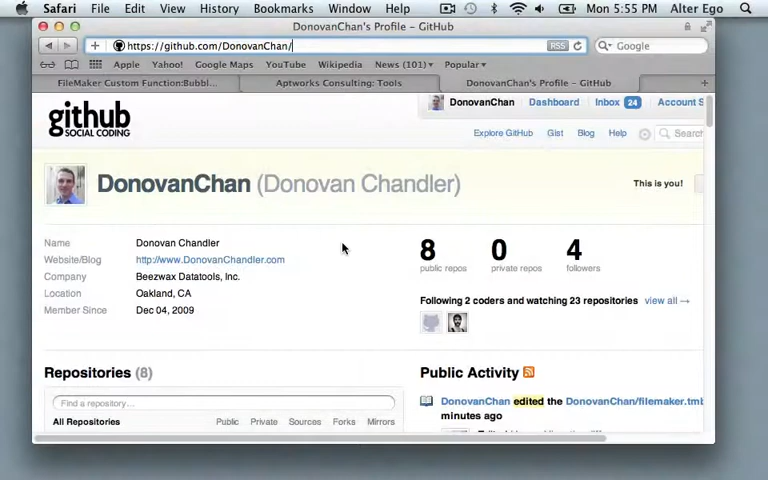 Safari File Edit View History Bookmarks Window Help Mon 5:55 PM Alter Ego
DonovanChan's Profile – GitHub
https://github.com/DonovanChan/ RSS Google
Apple Yahoo! Google Maps YouTube Wikipedia News (101) Popular
FileMaker Custom Function:Bubbl... Aptworks Consulting: Tools DonovanChan's Profile – GitHub
github
SOCIAL CODING
DonovanChan Dashboard Inbox 24 Account S
Explore GitHub Gist Blog Help Search
DonovanChan (Donovan Chandler) This is you!
Name Donovan Chandler
Website/Blog http://www.DonovanChandler.com
Company Beezwax Datatools, Inc.
Location Oakland, CA
Member Since Dec 04, 2009
8 0 4
public repos private repos followers
Following 2 coders and watching 23 repositories view all →
Repositories (8)
Find a repository...
All Repositories Public Private Sources Forks Mirrors
Public Activity
DonovanChan edited the DonovanChan/filemaker.tmb
minutes ago